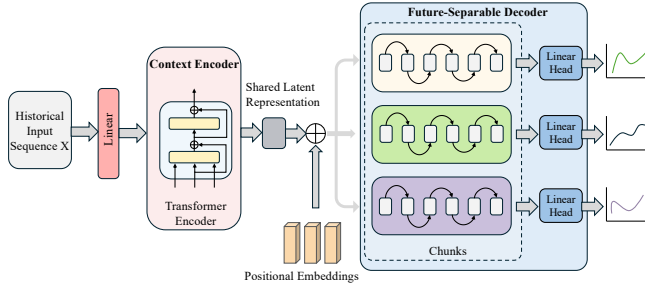 Future-Separable Decoder
Context Encoder
Historical
Input
Sequence X
Linear
Transformer
Encoder
Shared Latent
Representation
Positional Embeddings
Linear
Head
Linear
Head
Linear
Head
Chunks